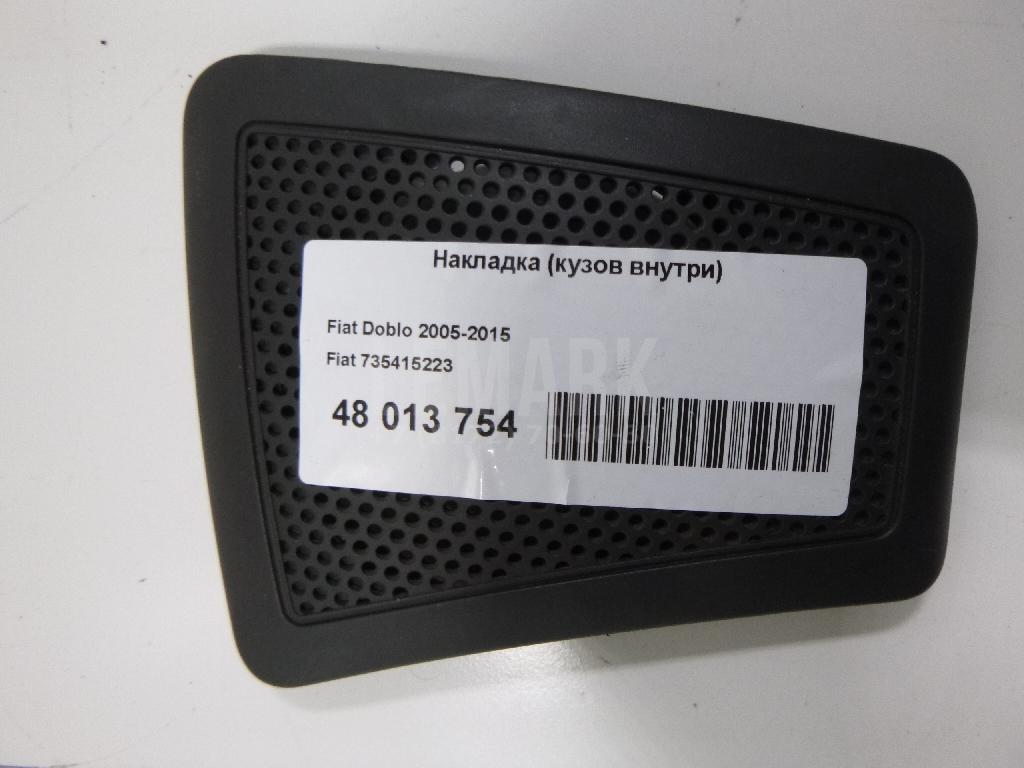 Накладка (кузов внутри)
Fiat Doblo 2005-2015
Fiat 735415223
48 013 754